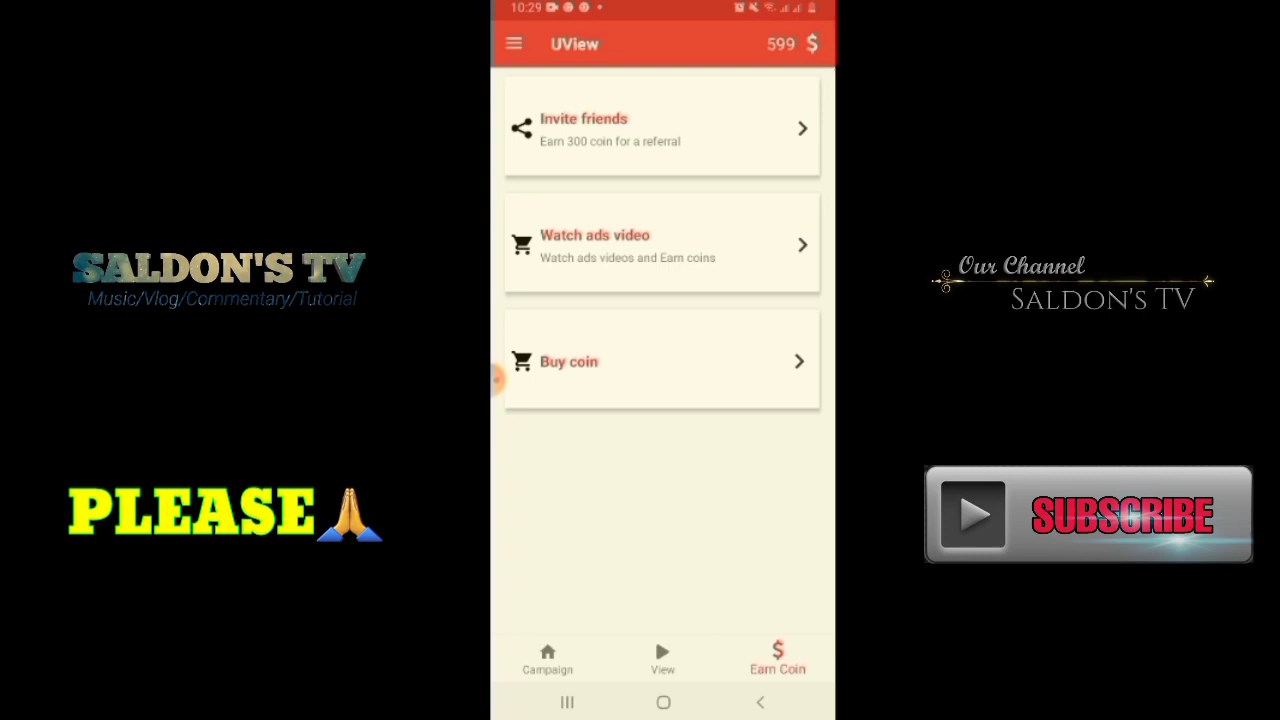 10:29
UView
599 $
Invite friends
Earn 300 coin for a referral
Watch ads video
Watch ads videos and Earn coins
Buy coin
Campaign
View
Earn Coin
SALDON'S TV
Music/Vlog/Commentary/Tutorial
PLEASE🙏
Our Channel
SALDON'S TV
SUBSCRIBE